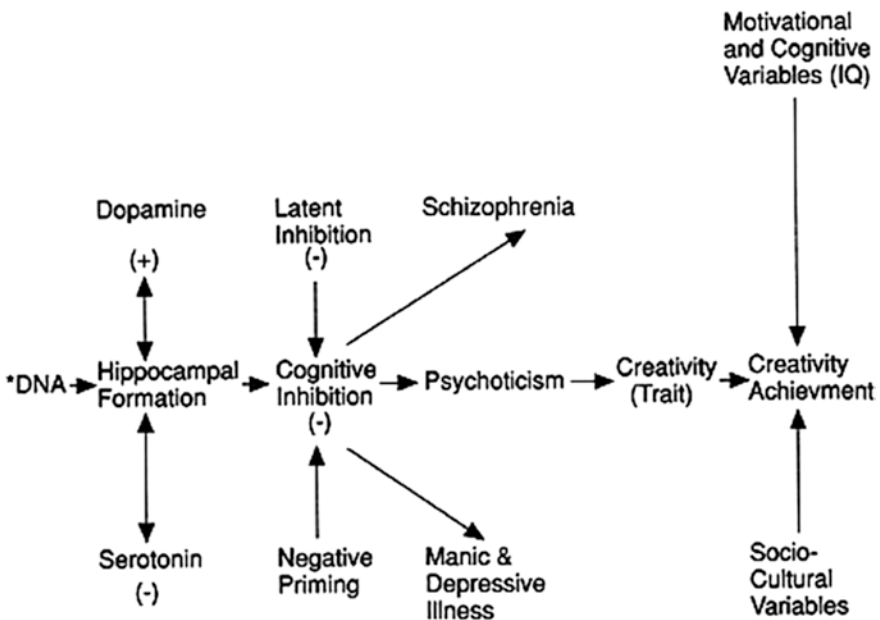 Motivational
and Cognitive
Variables (IQ)
Dopamine
(+)
Latent
Inhibition
(-)
Schizophrenia
*DNA
Hippocampal
Formation
Cognitive
Inhibition
(-)
Psychoticism
Creativity
(Trait)
Creativity
Achievment
Serotonin
(-)
Negative
Priming
Manic &
Depressive
Illness
Socio-
Cultural
Variables